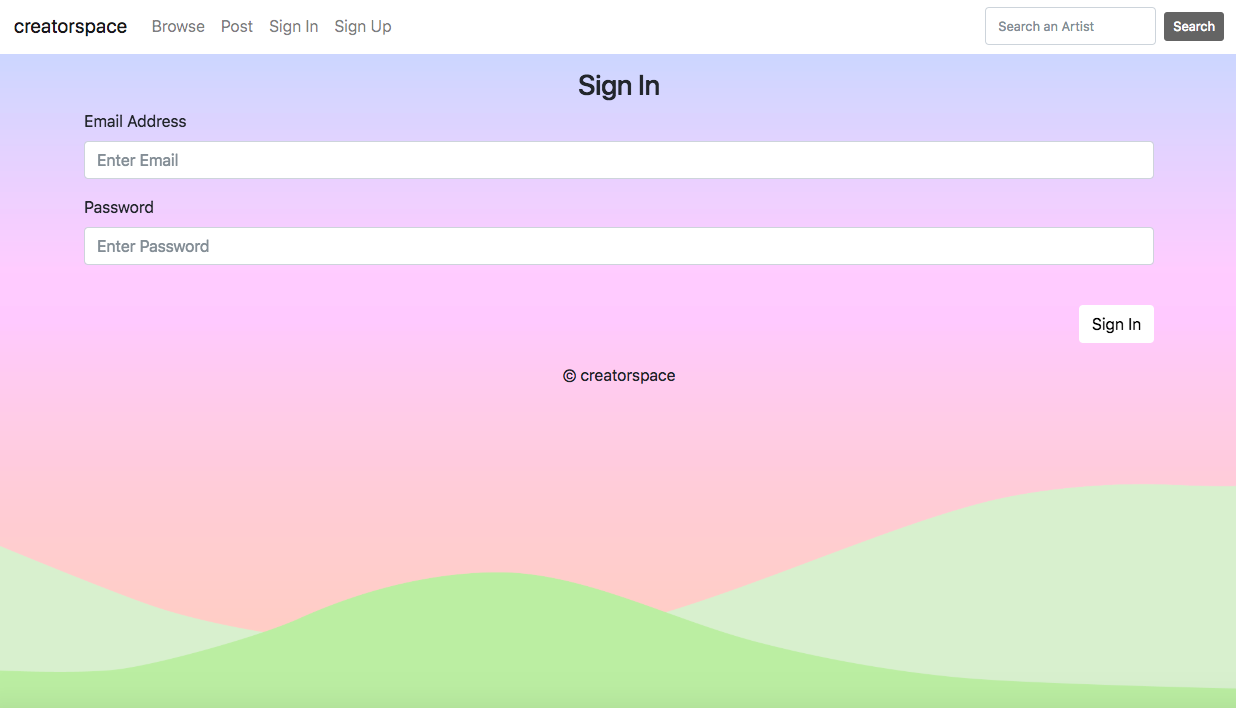 creatorspace Browse Post Sign In Sign Up Search an Artist Search
Sign In
Email Address
Enter Email
Password
Enter Password
Sign In
© creatorspace